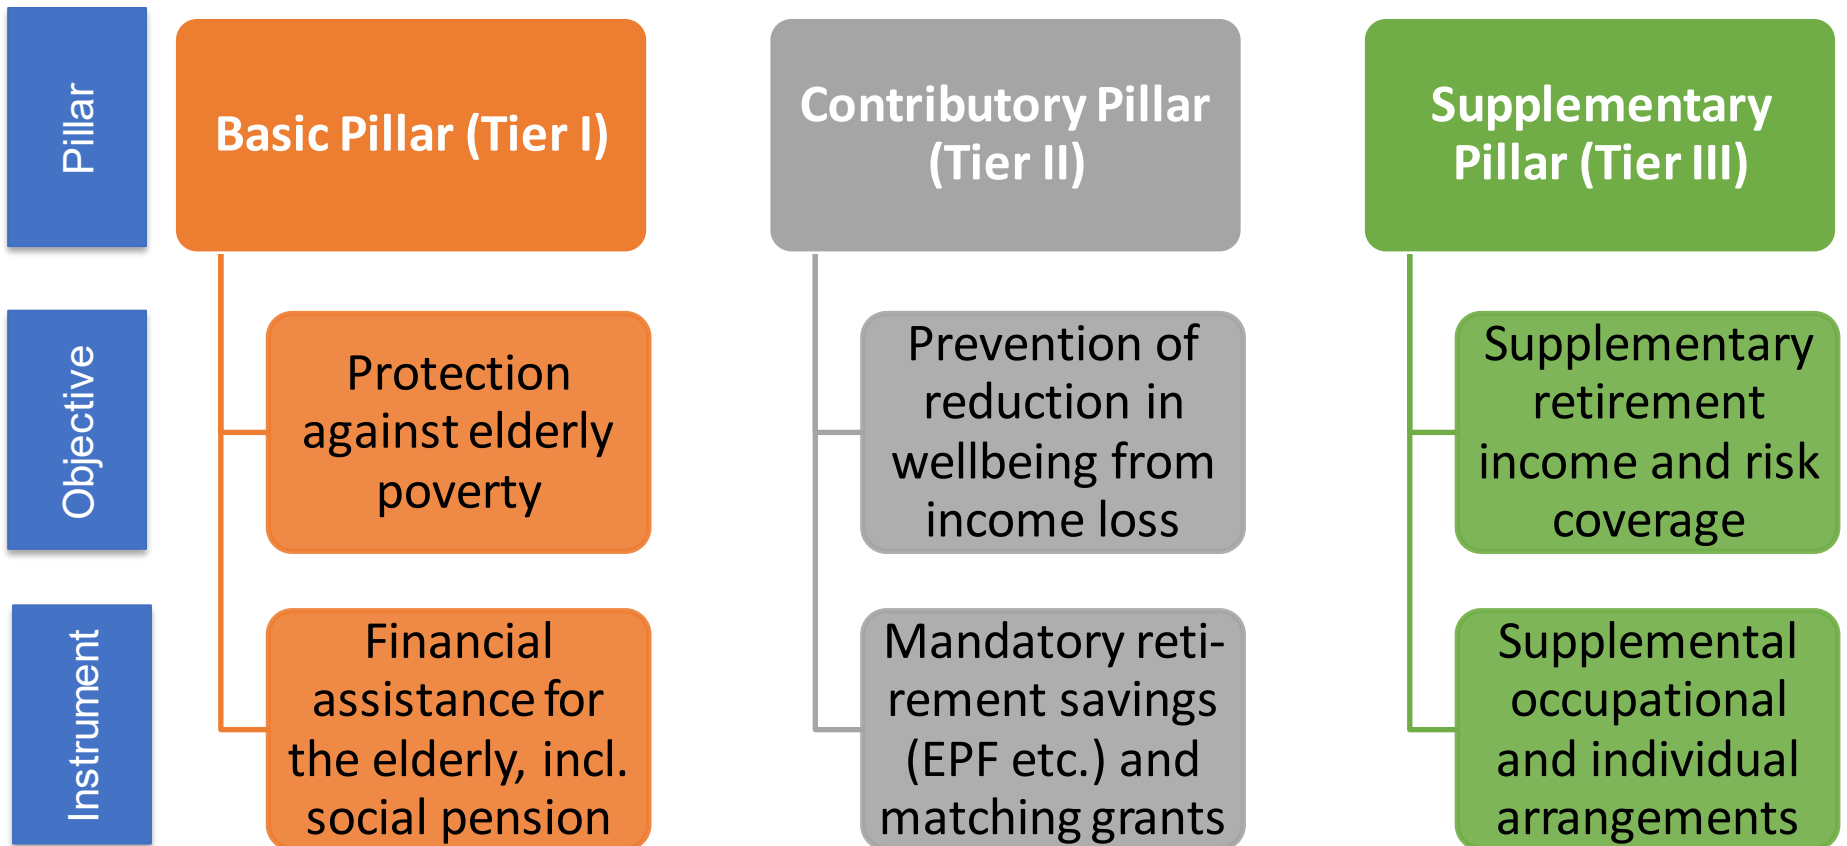 Pillar
Basic Pillar (Tier I)
Contributory Pillar
(Tier II)
Supplementary
Pillar (Tier III)
Objective
Protection
against elderly
poverty
Prevention of
reduction in
wellbeing from
income loss
Supplementary
retirement
income and risk
coverage
Instrument
Financial
assistance for
the elderly, incl.
social pension
Mandatory reti-
rement savings
(EPF etc.) and
matching grants
Supplemental
occupational
and individual
arrangements